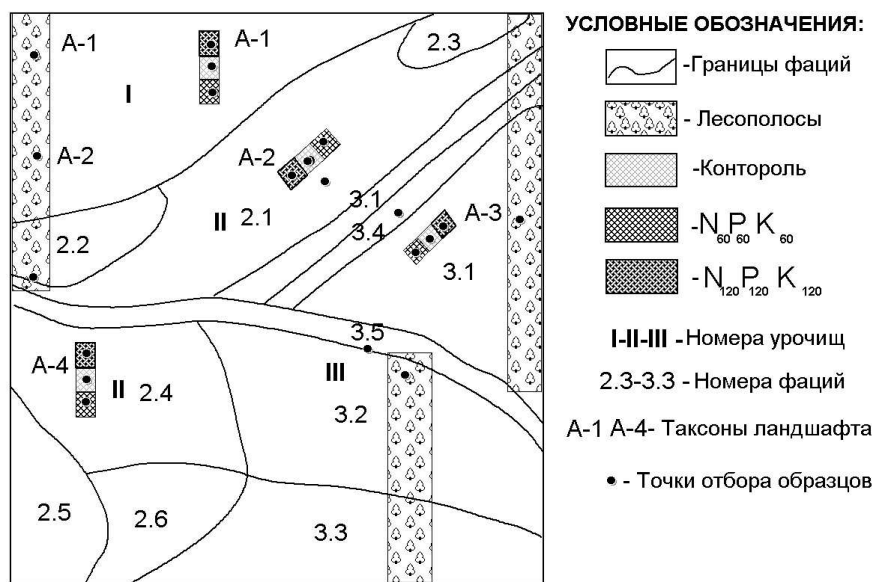 УСЛОВНЫЕ ОБОЗНАЧЕНИЯ:
-Границы фаций
- Лесополосы
-Контороль
-N60P60K60
-N120P120K120
I-II-III -Номера урочищ
2.3-3.3 - Номера фаций
А-1 А-4- Таксоны ландшафта
- Точки отбора образцов
А-1
А-1
2.3
I
А-2
А-2
3.1
А-3
II 2.1
3.4
2.2
3.1
3.5
А-4
II 2.4
III
3.2
2.5
2.6
3.3